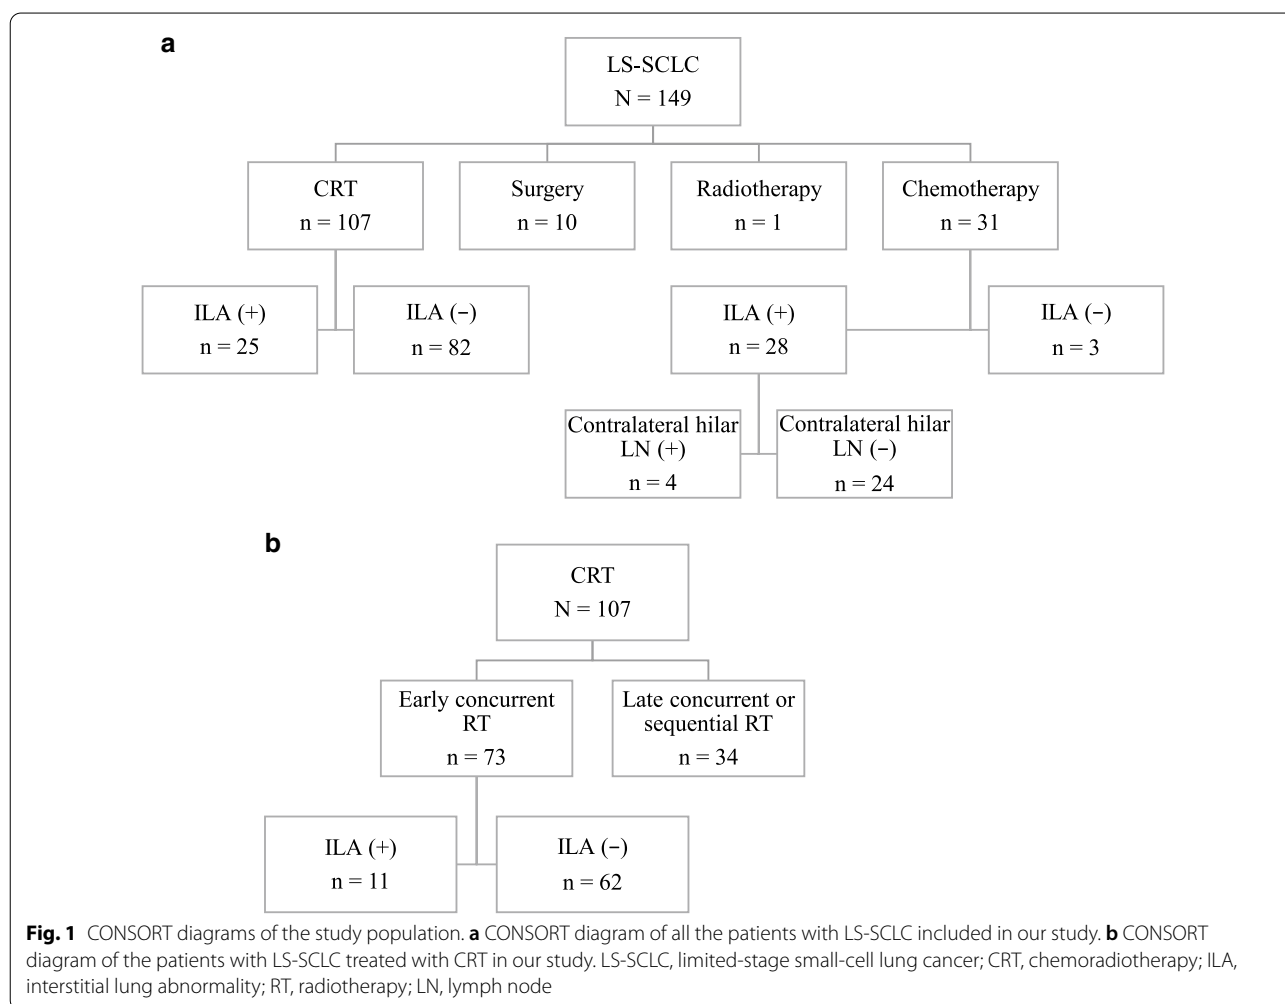 a
LS-SCLC
N = 149
CRT
n = 107
Surgery
n = 10
Radiotherapy
n = 1
Chemotherapy
n = 31
ILA (+)
n = 25
ILA (−)
n = 82
ILA (+)
n = 28
ILA (−)
n = 3
Contralateral hilar
LN (+)
n = 4
Contralateral hilar
LN (−)
n = 24
b
CRT
N = 107
Early concurrent
RT
n = 73
Late concurrent or
sequential RT
n = 34
ILA (+)
n = 11
ILA (−)
n = 62
Fig. 1 CONSORT diagrams of the study population. a CONSORT diagram of all the patients with LS-SCLC included in our study. b CONSORT
diagram of the patients with LS-SCLC treated with CRT in our study. LS-SCLC, limited-stage small-cell lung cancer; CRT, chemoradiotherapy; ILA,
interstitial lung abnormality; RT, radiotherapy; LN, lymph node